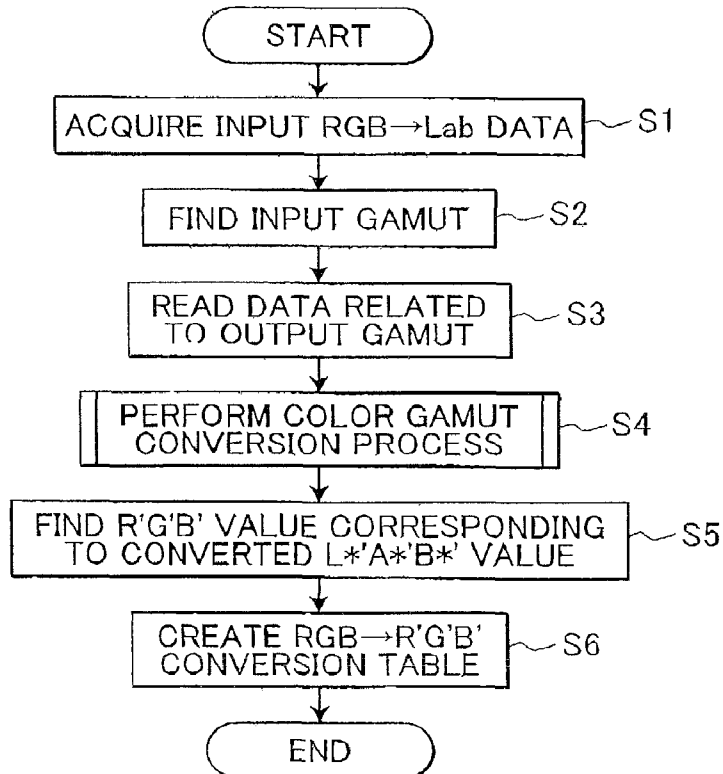 START
ACQUIRE INPUT RGB→Lab DATA
S1
FIND INPUT GAMUT
S2
READ DATA RELATED
TO OUTPUT GAMUT
S3
PERFORM COLOR GAMUT
CONVERSION PROCESS
S4
FIND R'G'B' VALUE CORRESPONDING
TO CONVERTED L*'A*'B*' VALUE
S5
CREATE RGB→R'G'B'
CONVERSION TABLE
S6
END